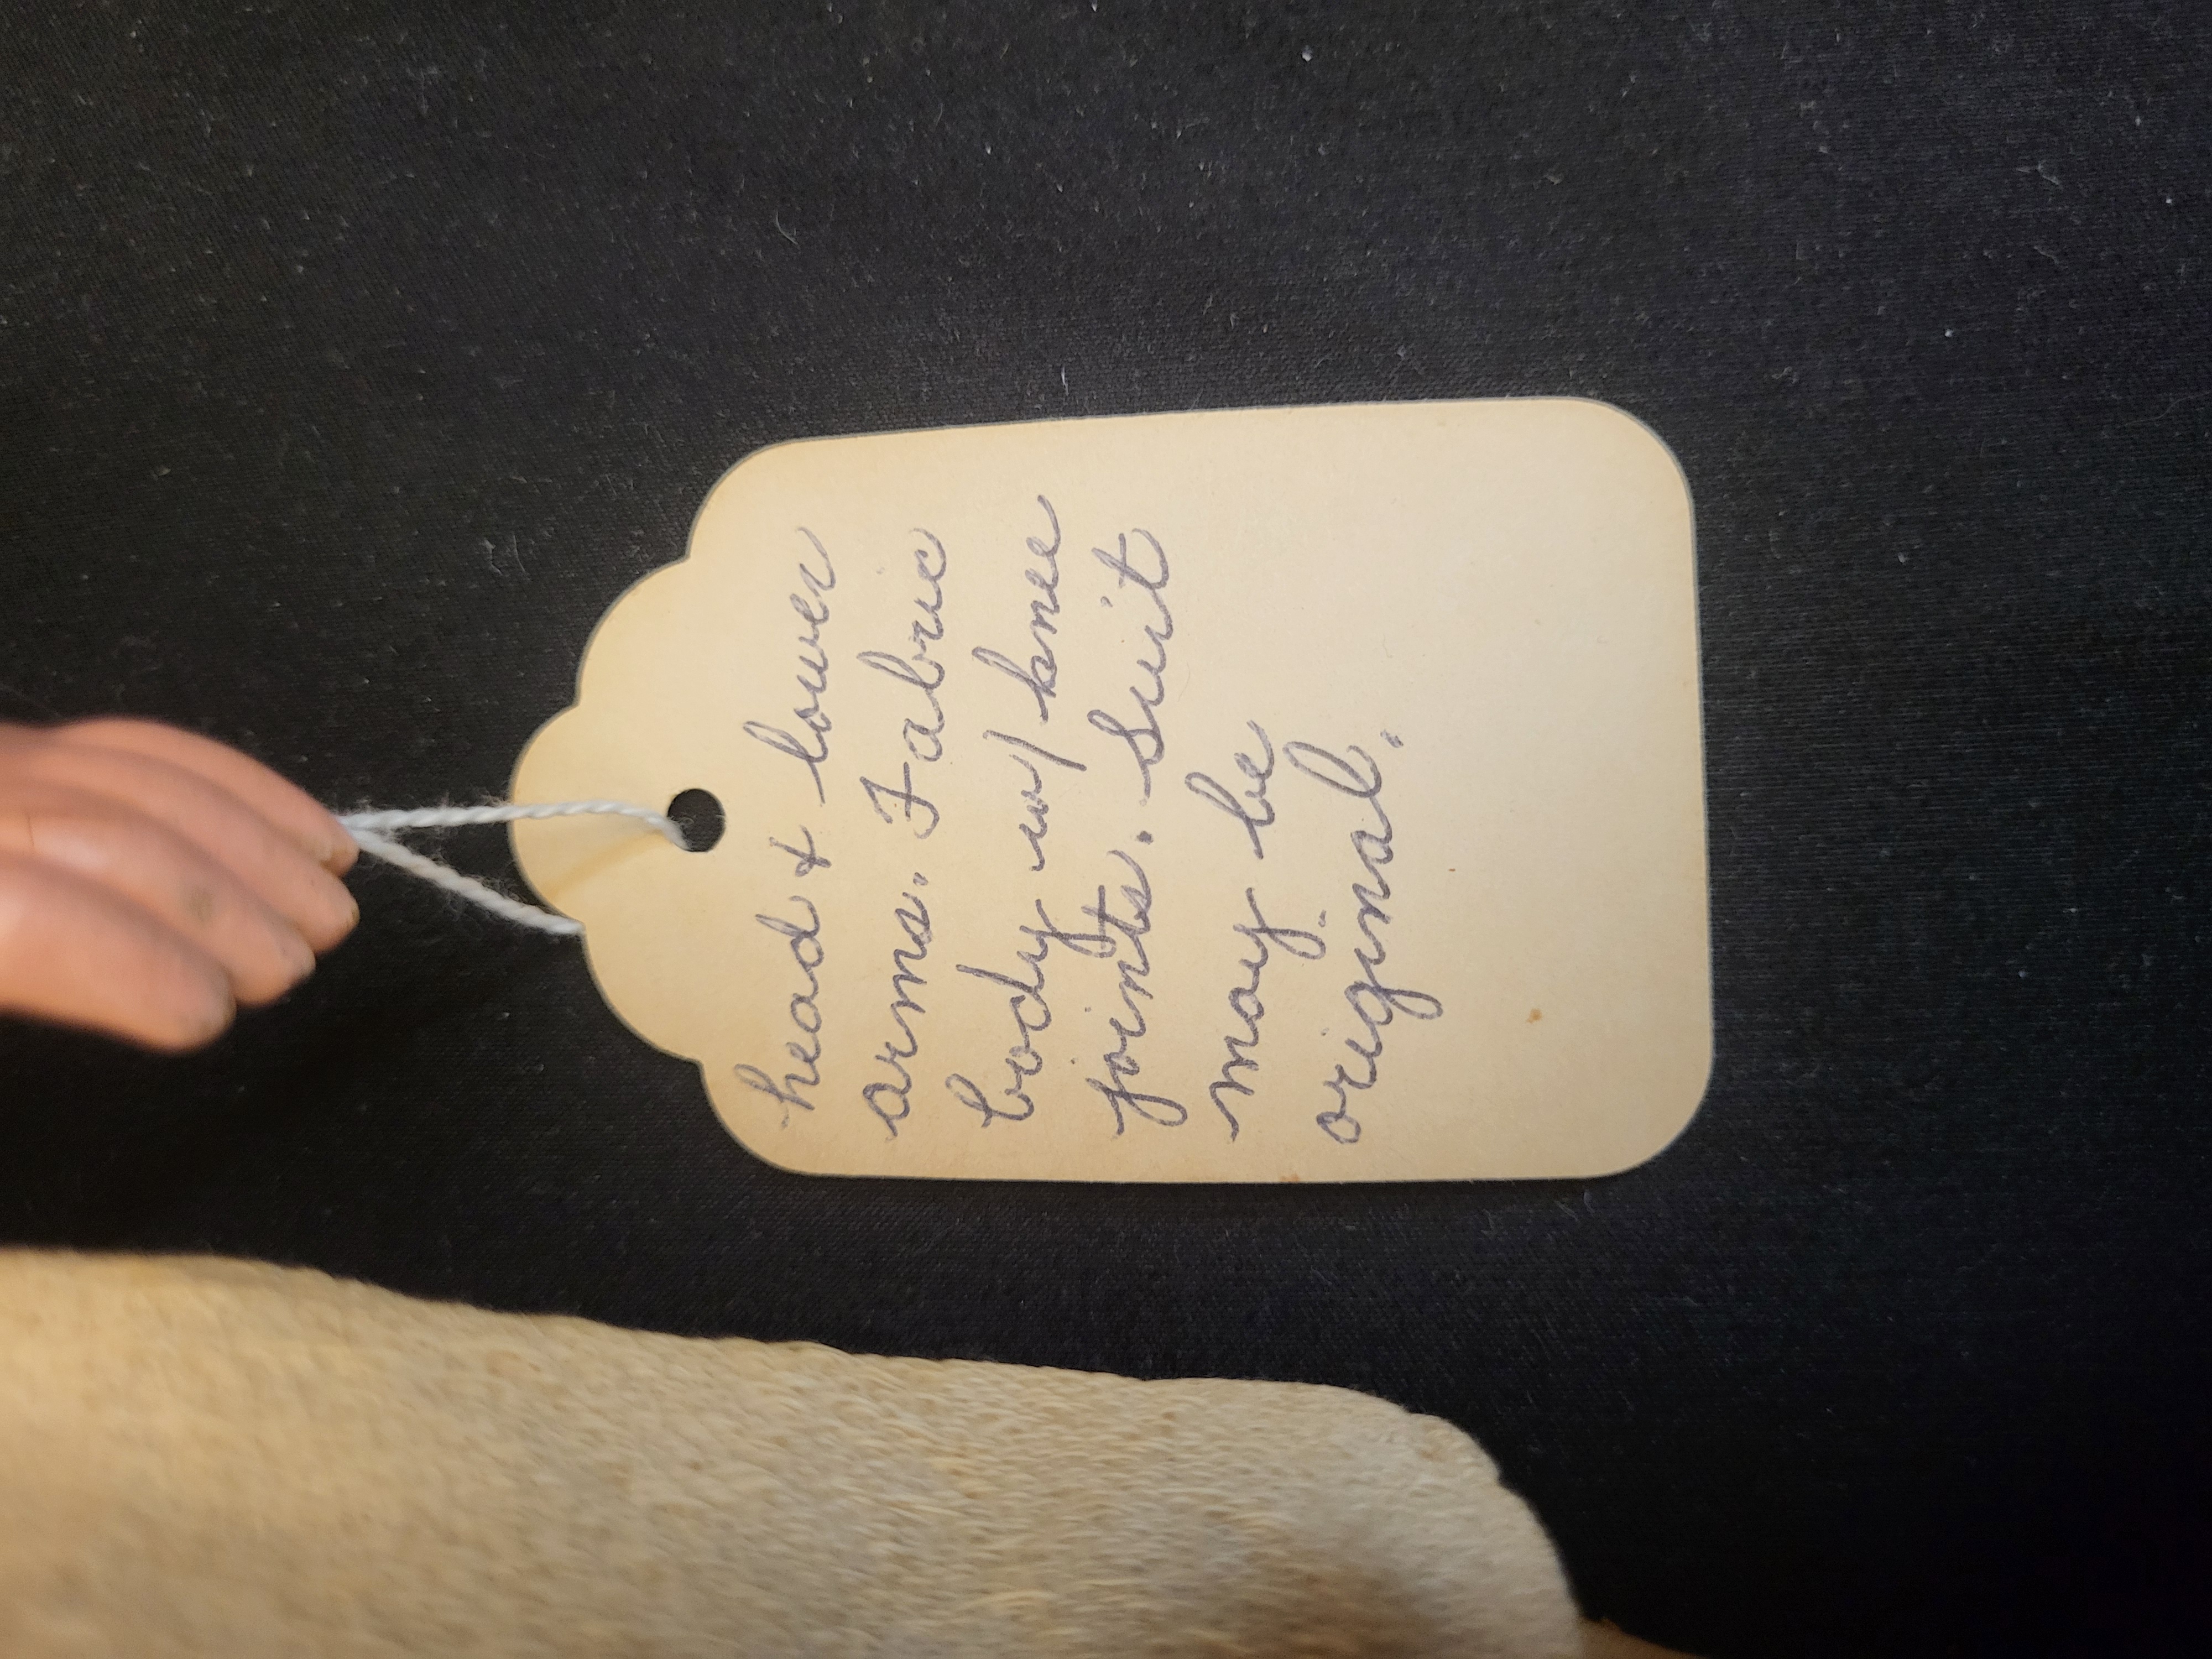 head & lower
arms. Fabric
body w/ knee
joints. Suit
may be
original.